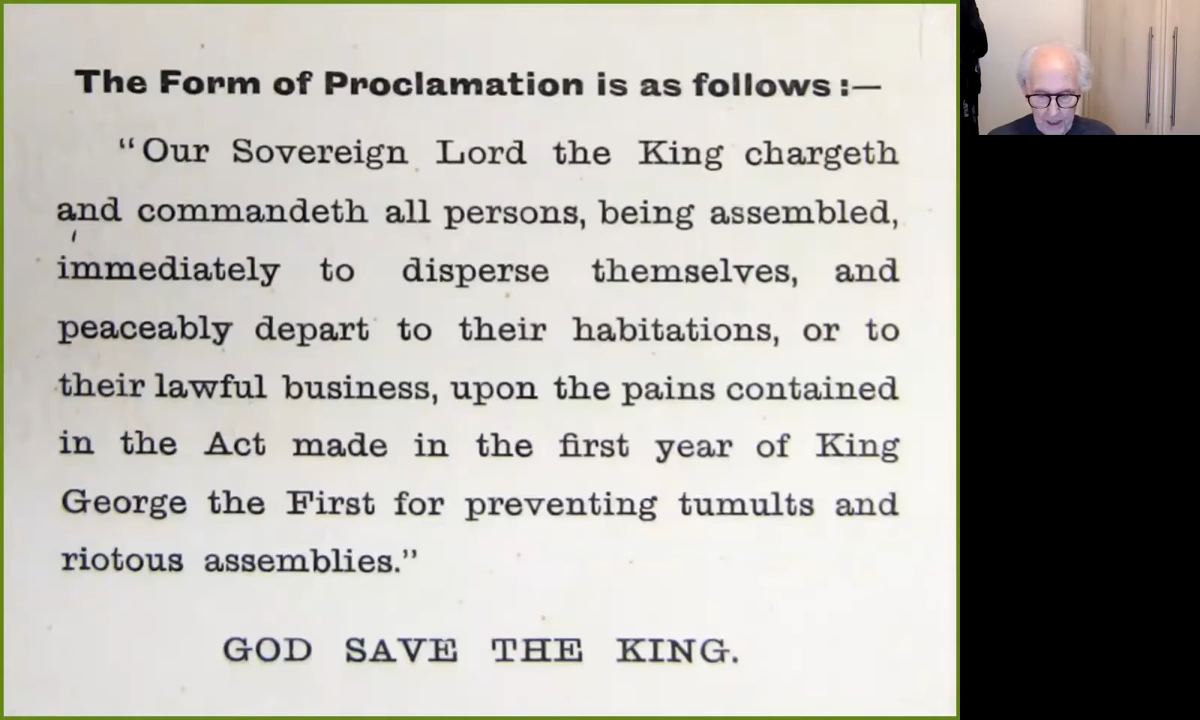 The Form of Proclamation is as follows:—
“Our Sovereign Lord the King chargeth
and commandeth all persons, being assembled,
immediately to disperse themselves, and
peaceably depart to their habitations, or to
their lawful business, upon the pains contained
in the Act made in the first year of King
George the First for preventing tumults and
riotous assemblies.”
GOD SAVE THE KING.